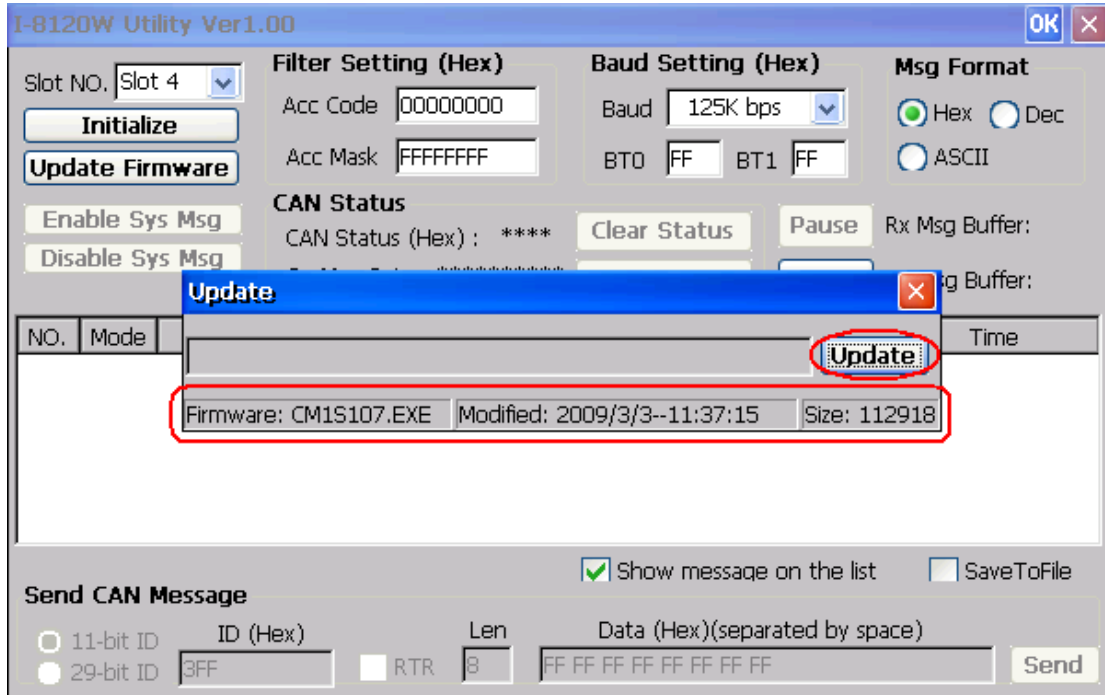 I-8120W Utility Ver1.00 OK
Slot NO. Slot 4
Initialize
Update Firmware
Enable Sys Msg
Disable Sys Msg
Filter Setting (Hex)
Acc Code 00000000
Acc Mask FFFFFFFF
Baud Setting (Hex)
Baud 125K bps
BT0 FF BT1 FF
Msg Format
Hex Dec
ASCII
CAN Status
CAN Status (Hex) : ****
Clear Status
Pause
Rx Msg Buffer:
Buffer:
Update
Update
Firmware: CM1S107.EXE Modified: 2009/3/3--11:37:15 Size: 112918
NO. Mode Time
Show message on the list SaveToFile
Send CAN Message
11-bit ID
29-bit ID
ID (Hex)
3FF
RTR
Len
8
Data (Hex)(separated by space)
FF FF FF FF FF FF FF FF
Send